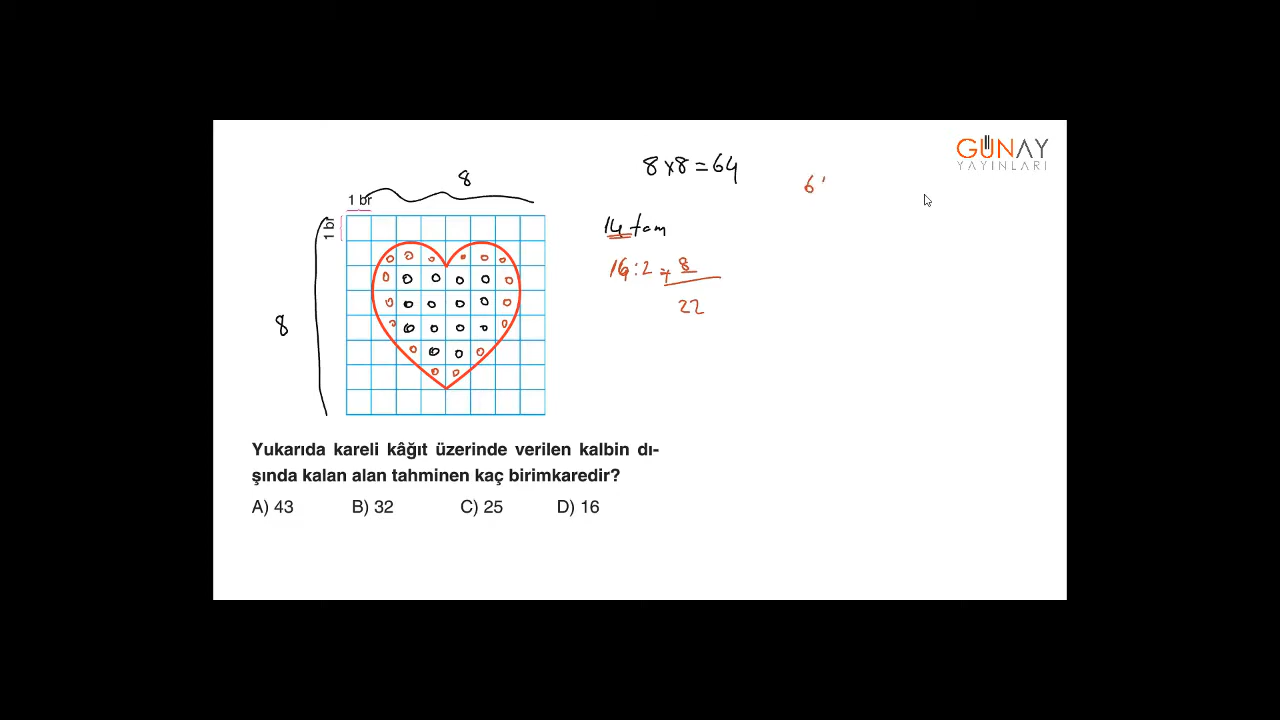 GÜNAY
YAYINLARI
8x8=64
6
8
1 br
1 br
14 tam
16:2 + 8
22
8
Yukarıda kareli kâğıt üzerinde verilen kalbin dı-
şında kalan alan tahminen kaç birimkaredir?
A) 43 B) 32 C) 25 D) 16